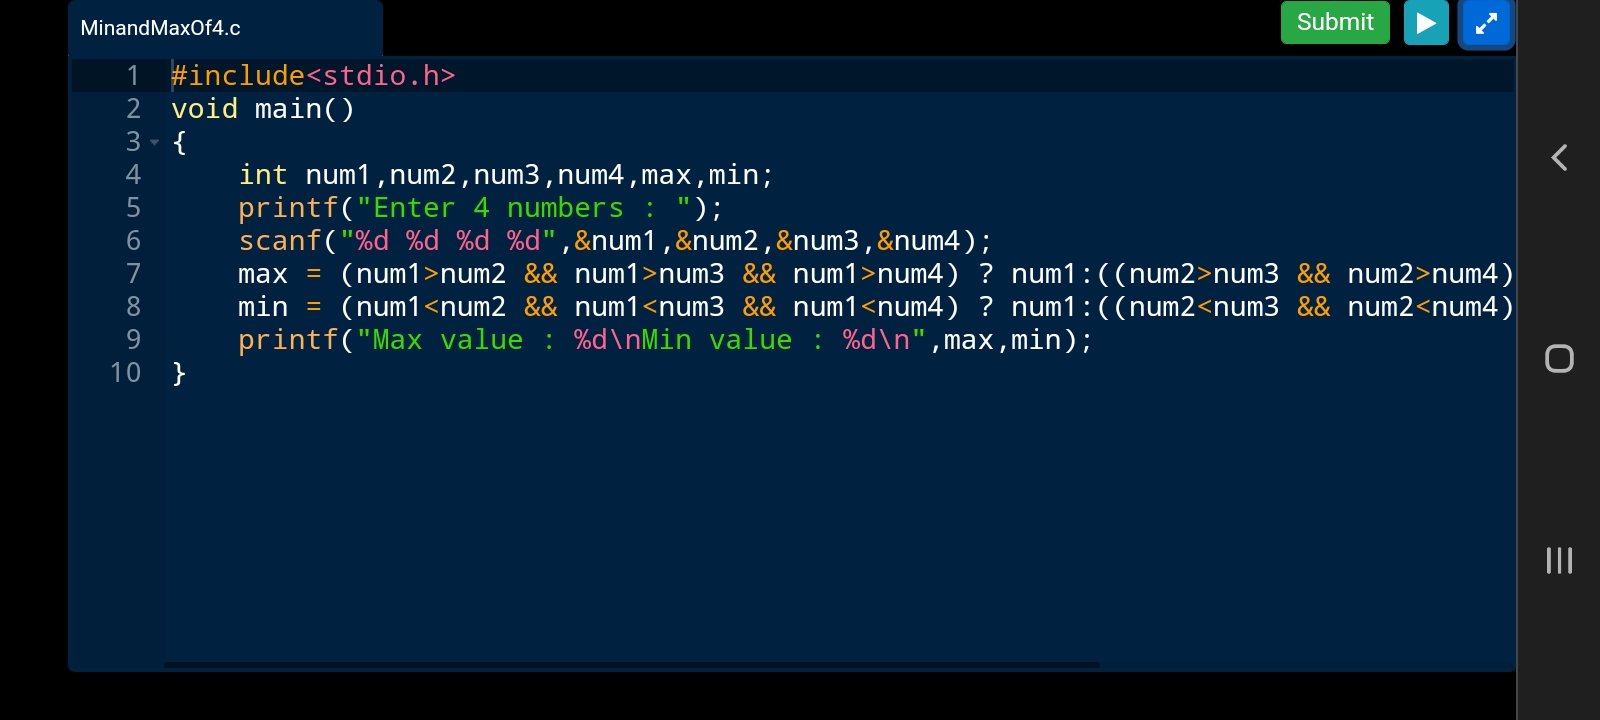 MinandMaxOf4.c
Submit
1 #include<stdio.h>
2 void main()
3 {
4 int num1,num2,num3,num4,max,min;
5 printf("Enter 4 numbers : ");
6 scanf("%d %d %d %d",&num1,&num2,&num3,&num4);
7 max = (num1>num2 && num1>num3 && num1>num4) ? num1:((num2>num3 && num2>num4)
8 min = (num1<num2 && num1<num3 && num1<num4) ? num1:((num2<num3 && num2<num4)
9 printf("Max value : %d\nMin value : %d\n",max,min);
10 }